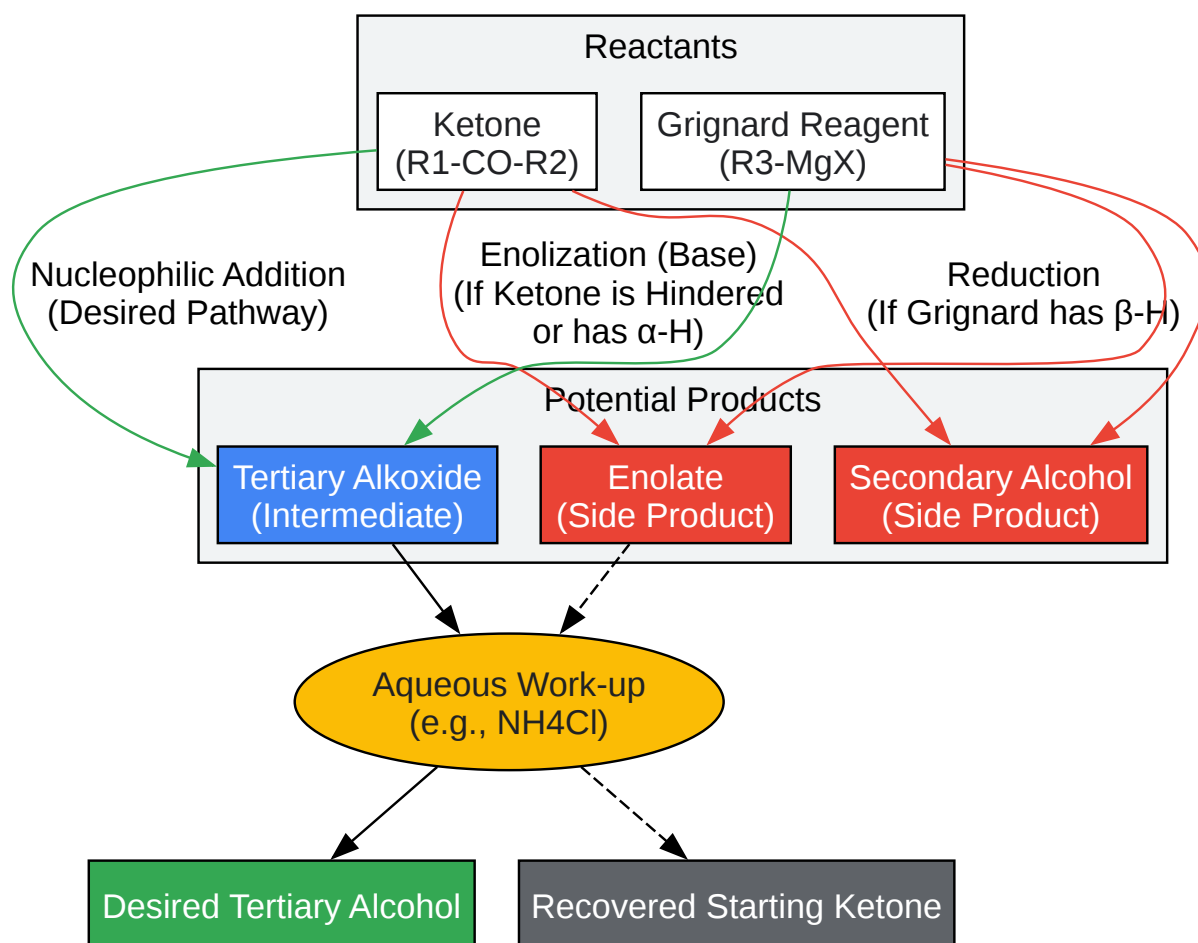 Reactants
Ketone
(R1-CO-R2)
Grignard Reagent
(R3-MgX)
Nucleophilic Addition
(Desired Pathway)
Enolization (Base)
(If Ketone is Hindered
or has α-H)
Reduction
(If Grignard has β-H)
Potential Products
Tertiary Alkoxide
(Intermediate)
Enolate
(Side Product)
Secondary Alcohol
(Side Product)
Aqueous Work-up
(e.g., NH4Cl)
Desired Tertiary Alcohol
Recovered Starting Ketone